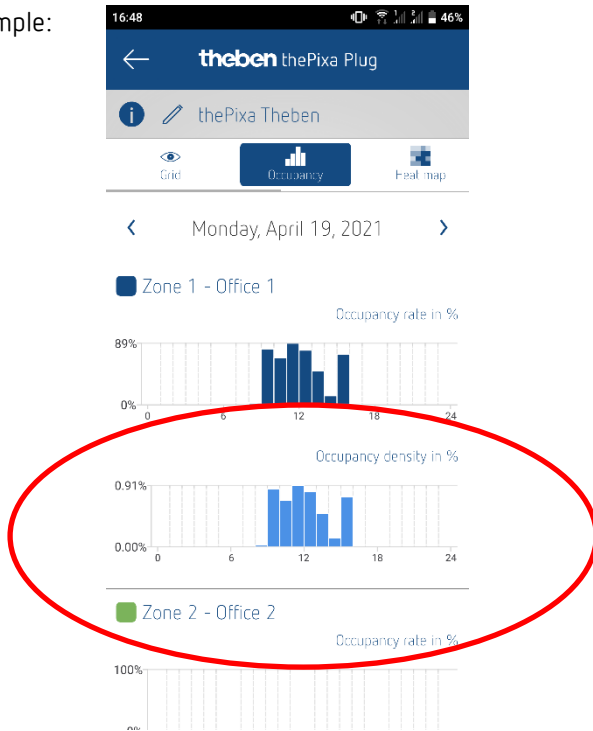 mple:
16:48 46%
theben thePixa Plug
thePixa Theben
Grid Occupancy Heat map
Monday, April 19, 2021
Zone 1 - Office 1
Occupancy rate in %
89%
0%
0 6 12 18 24
Occupancy density in %
0.91%
0.00%
0 6 12 18 24
Zone 2 - Office 2
Occupancy rate in %
100%
0%